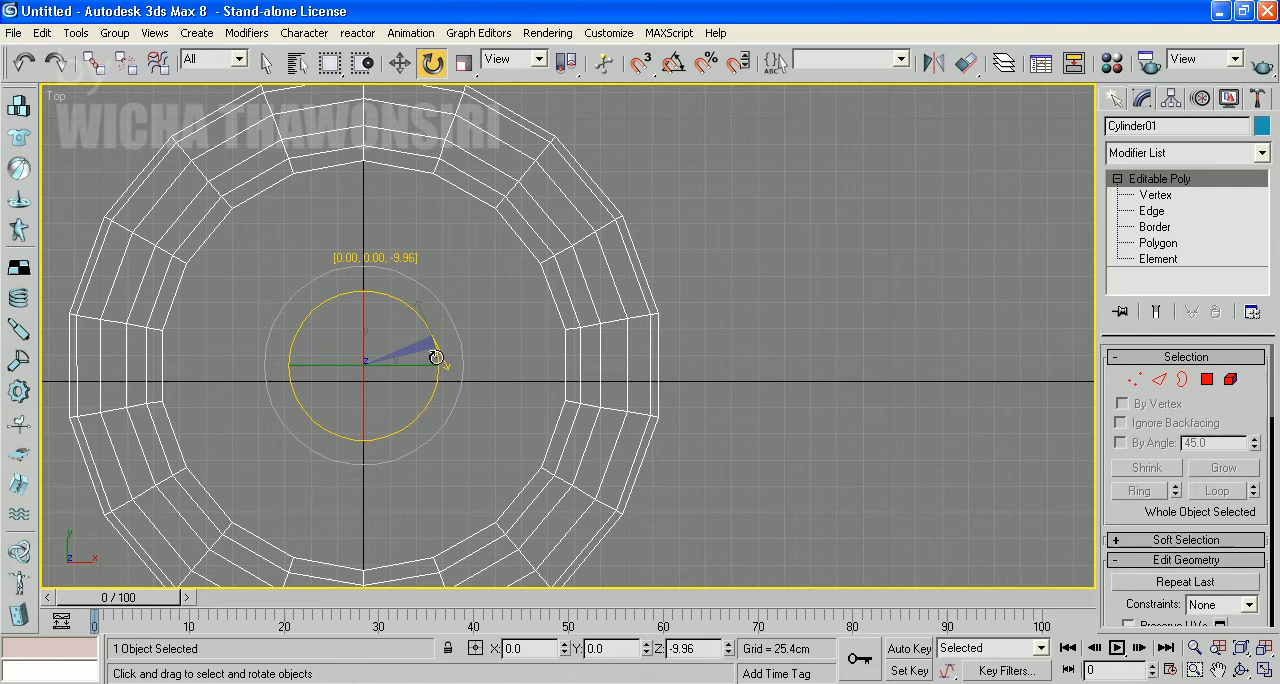 Untitled - Autodesk 3ds Max 8 - Stand-alone License
File Edit Tools Group Views Create Modifiers Character reactor Animation Graph Editors Rendering Customize MAXScript Help
All View 3 % ABC View
Top
by
WICHA THAWONSIRI
Cylinder01
Modifier List
Editable Poly
Vertex
Edge
Border
Polygon
Element
[0.00, 0.00, -9.96]
y
z x
- Selection
By Vertex
Ignore Backfacing
By Angle: 45.0
Shrink Grow
Ring Loop
Whole Object Selected
+ Soft Selection
- Edit Geometry
Repeat Last
Constraints: None
Preserve UVs
y
z x
< 0 / 100 >
0 10 20 30 40 50 60 70 80 90 100
1 Object Selected X: 0.0 Y: 0.0 Z: -9.96 Grid = 25.4cm Auto Key Selected
Click and drag to select and rotate objects Add Time Tag Set Key Key Filters... 0